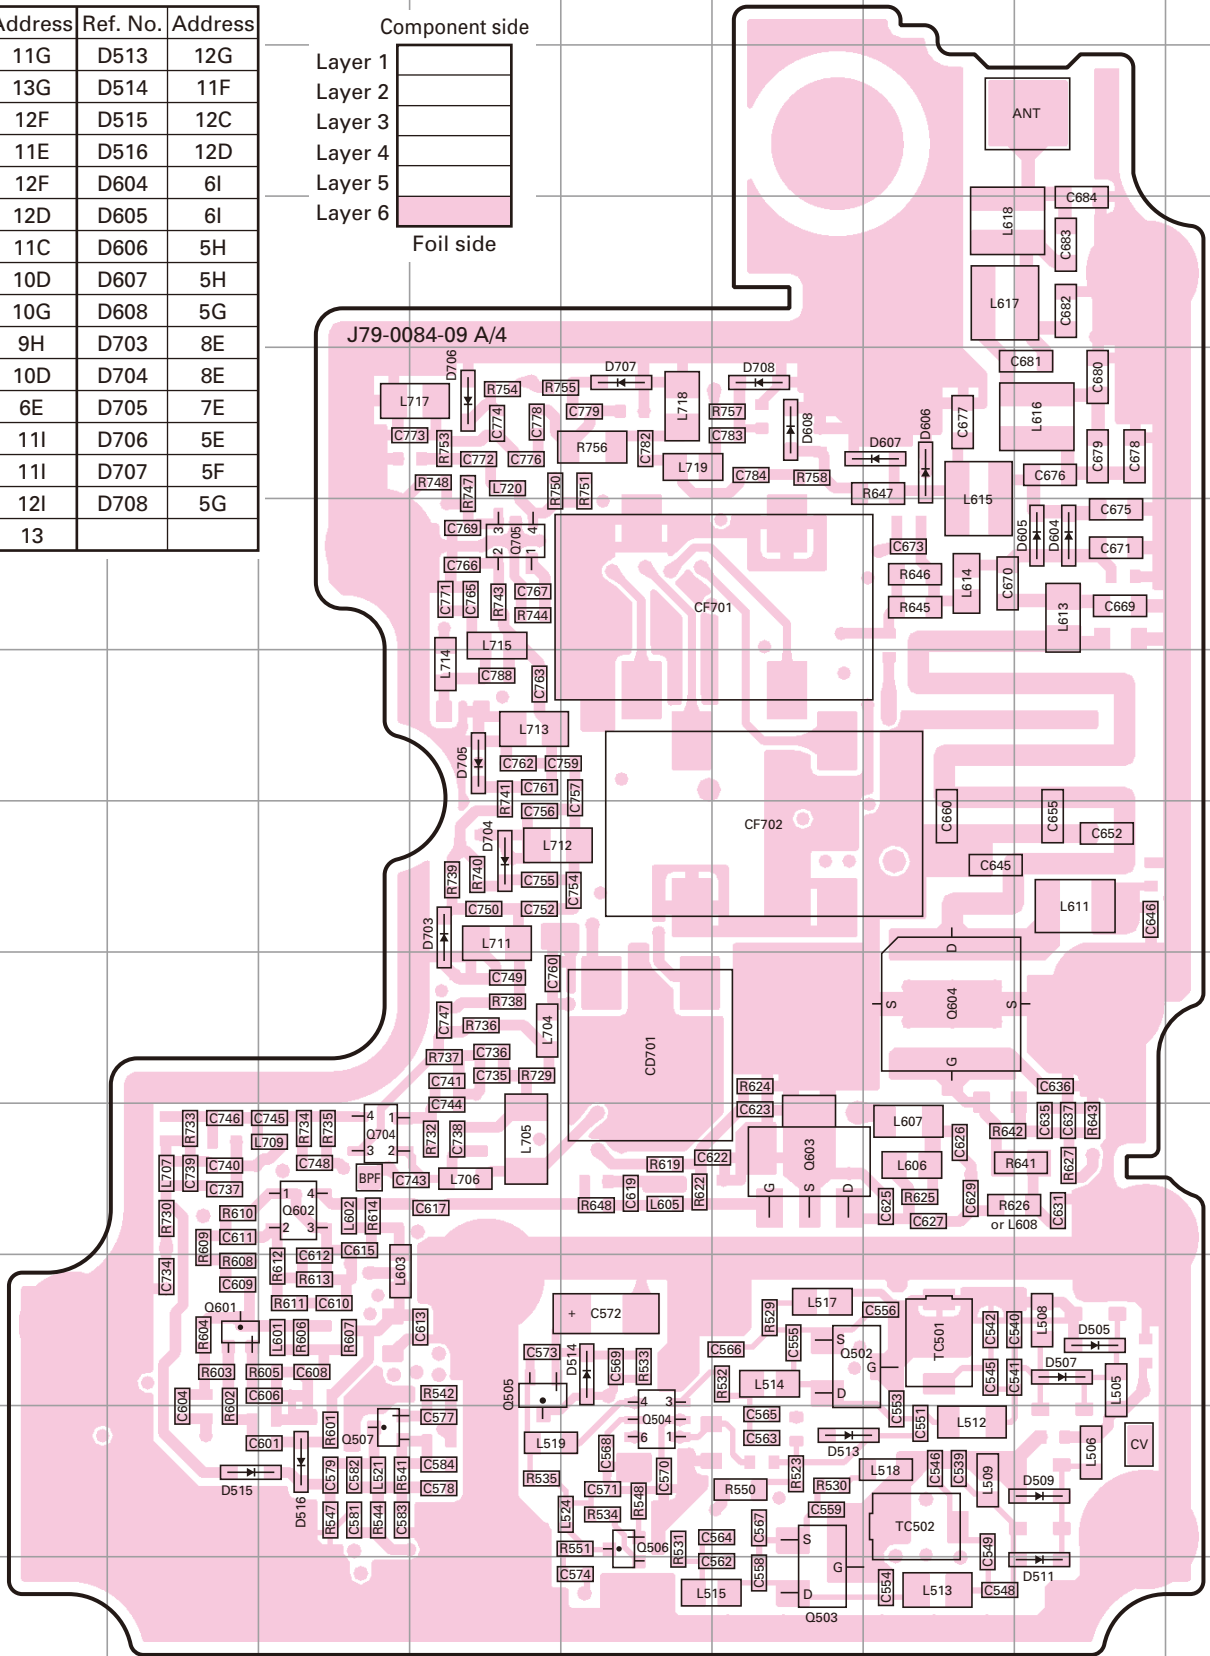 Address Ref. No. Address
11G D513 12G
13G D514 11F
12F D515 12C
11E D516 12D
12F D604 6I
12D D605 6I
11C D606 5H
10D D607 5H
10G D608 5G
9H D703 8E
10D D704 8E
6E D705 7E
11I D706 5E
11I D707 5F
12I D708 5G
13
Component side
Layer 1
Layer 2
Layer 3
Layer 4
Layer 5
Layer 6
Foil side
J79-0084-09 A/4
ANT
L618
C684
C683
L617
C682
C681
C680
D706
D707
D708
L717
R754
R755
L718
C774
C778
C779
R757
D608
D606
C677
L616
C773
R753
R756
C782
C783
D607
C679
C678
C772
C776
L719
C784
R758
R647
L615
C676
R748
R747
L720
R750
R751
C675
C769
3
4
Q705
2
1
D605
D604
C673
C671
C766
R646
L614
C670
C771
C765
R743
C767
CF701
R645
L613
C669
R744
L714
L715
C788
C763
L713
D705
C762
C759
R741
C761
C757
C756
CF702
C660
C655
C652
D704
L712
C645
R739
R740
C755
C754
L611
C646
C750
C752
D703
L711
D
C749
C760
R738
S
Q604
S
C747
R736
L704
CD701
G
R737
C736
C741
C735
R729
R624
C636
C744
C623
L607
C635
C637
R643
R733
C746
C745
R734
R735
4
1
Q704
3
2
R732
C738
L705
C626
R642
L709
C748
R619
C622
Q603
L606
R641
R627
L707
C739
C740
C737
BPF
C743
L706
G
S
D
R730
R610
1
4
Q602
2
3
L602
R614
C617
R648
C619
L605
R622
C625
R625
C629
R626
or L608
C631
C627
C611
R609
C615
C734
R608
R612
C612
L603
R613
C609
R611
C610
C613
Q601
R604
L601
R606
R607
+ C572
R529
L517
C556
C542
C540
L508
TC501
D505
C555
S
Q502
G
D
C566
C573
D514
C569
R533
R603
R605
C608
R532
L514
C545
C541
D507
L505
C604
R602
C606
R542
Q505
4
3
Q504
6
1
C565
C553
C551
L512
C577
C601
R601
Q507
L519
C563
D513
L506
CV
C568
D515
D516
C579
C582
L521
R541
C584
C578
R535
C571
R548
C570
R550
R523
L518
R530
C546
C539
L509
D509
R547
C581
R544
C583
L524
R534
C559
TC502
R551
Q506
R531
C564
C567
S
C549
C574
C562
C558
G
D511
L515
D
C554
L513
C548
Q503